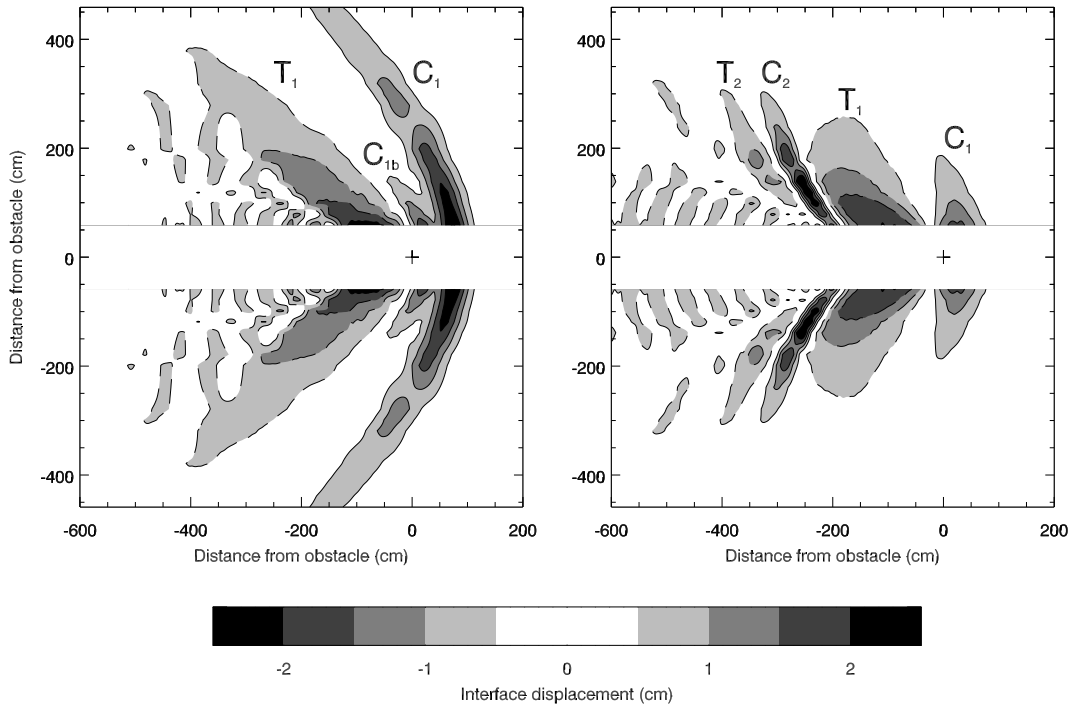 T1
C1
C1b
T2 C2
T1
C1
400
200
0
-200
-400
400
200
0
-200
-400
Distance from obstacle (cm)
-600 -400 -200 0 200
-600 -400 -200 0 200
Distance from obstacle (cm)
Distance from obstacle (cm)
-2 -1 0 1 2
Interface displacement (cm)